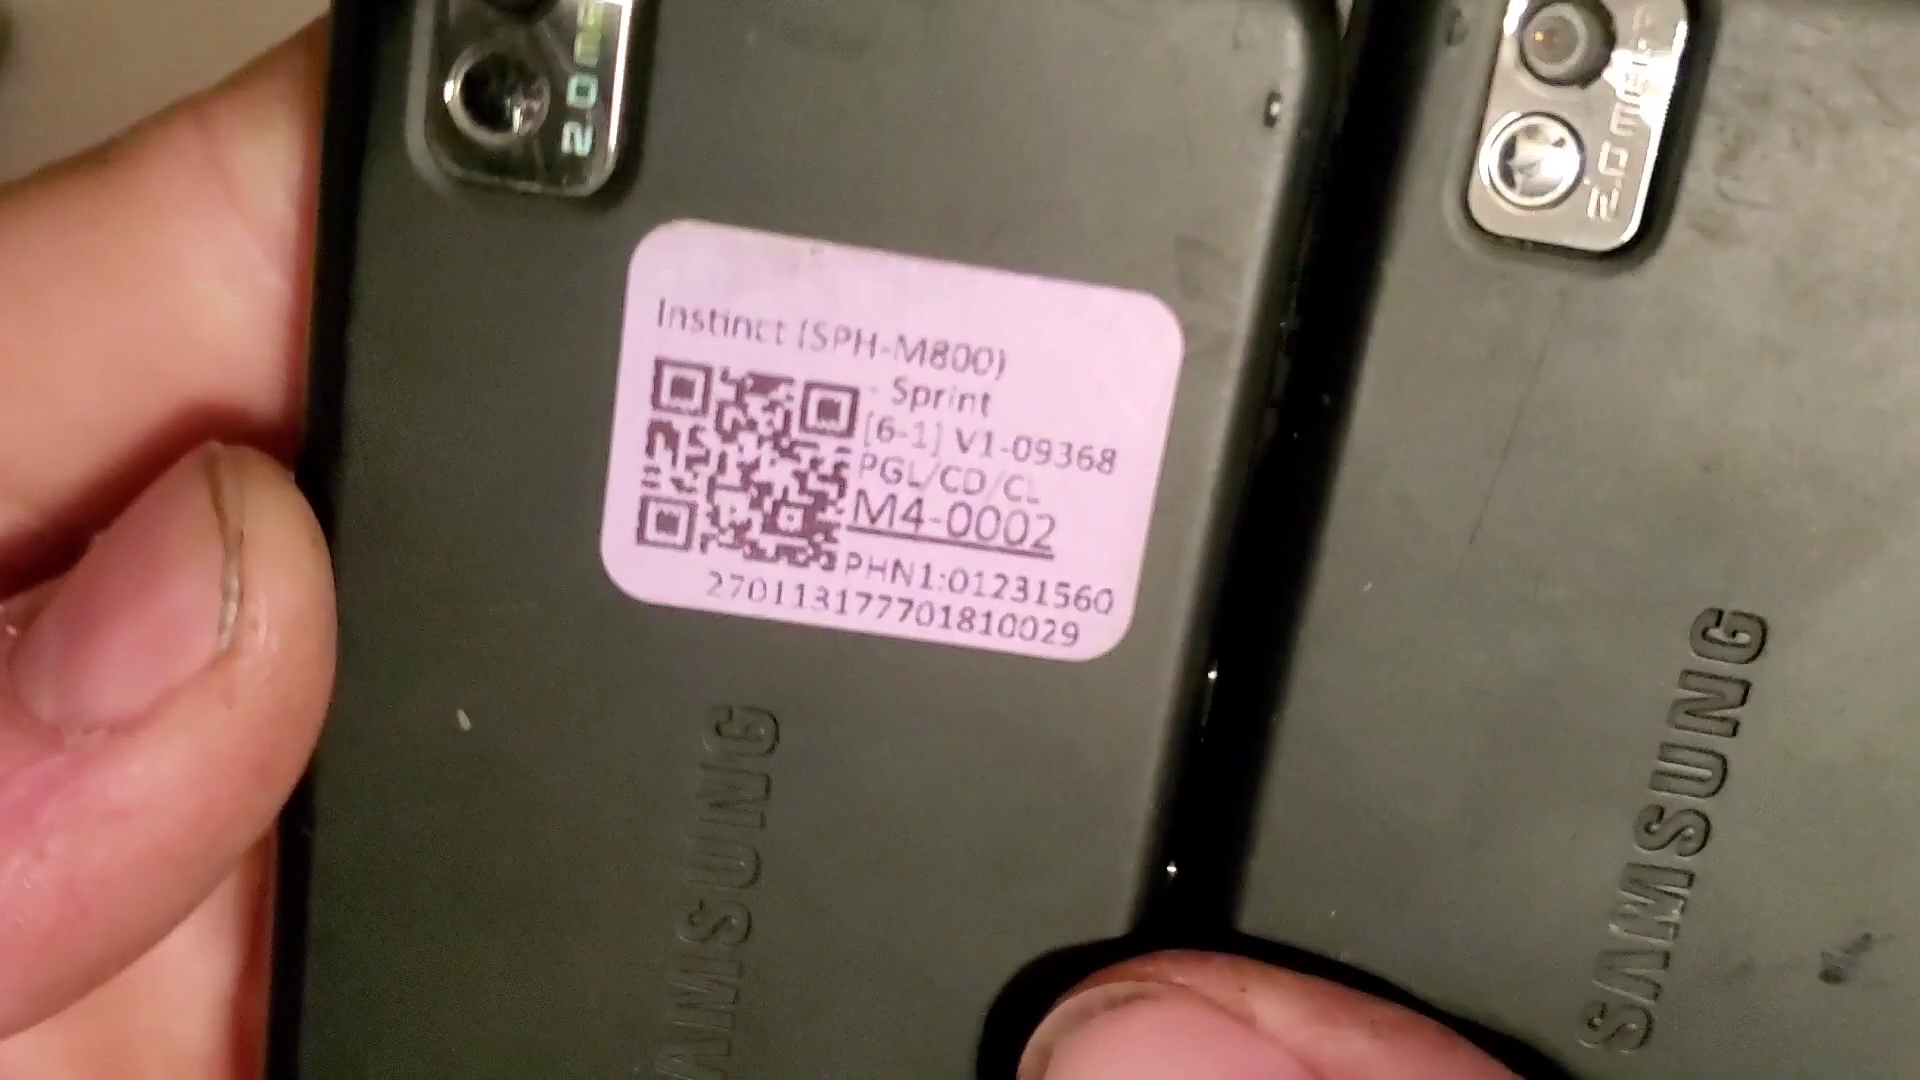 2.0
Instinct (SPH-M800)
- Sprint
[6-1] V1-09368
PGL/CD/CL
M4-0002
PHN1:01231560
270113177701810029
SAMSUNG
2.0
SAMSUNG